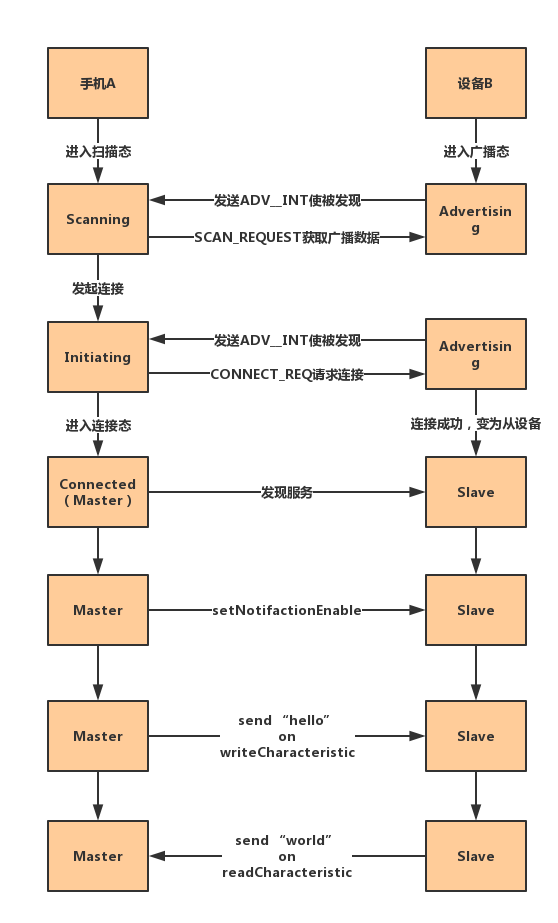 手机A
设备B
进入扫描态
进入广播态
Scanning
发送ADV__INT使被发现
SCAN_REQUEST获取广播数据
Advertisin
g
发起连接
Initiating
发送ADV__INT使被发现
CONNECT_REQ请求连接
Advertisin
g
进入连接态
连接成功，变为从设备
Connected
（Master）
发现服务
Slave
Master
setNotifactionEnable
Slave
Master
send “hello”
on
writeCharacteristic
Slave
Master
send “world”
on
readCharacteristic
Slave